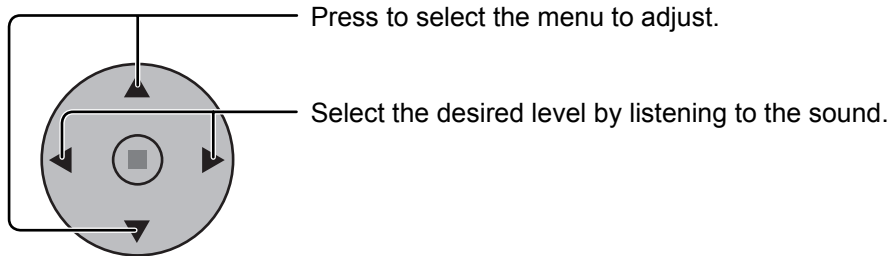 Press to select the menu to adjust.
Select the desired level by listening to the sound.